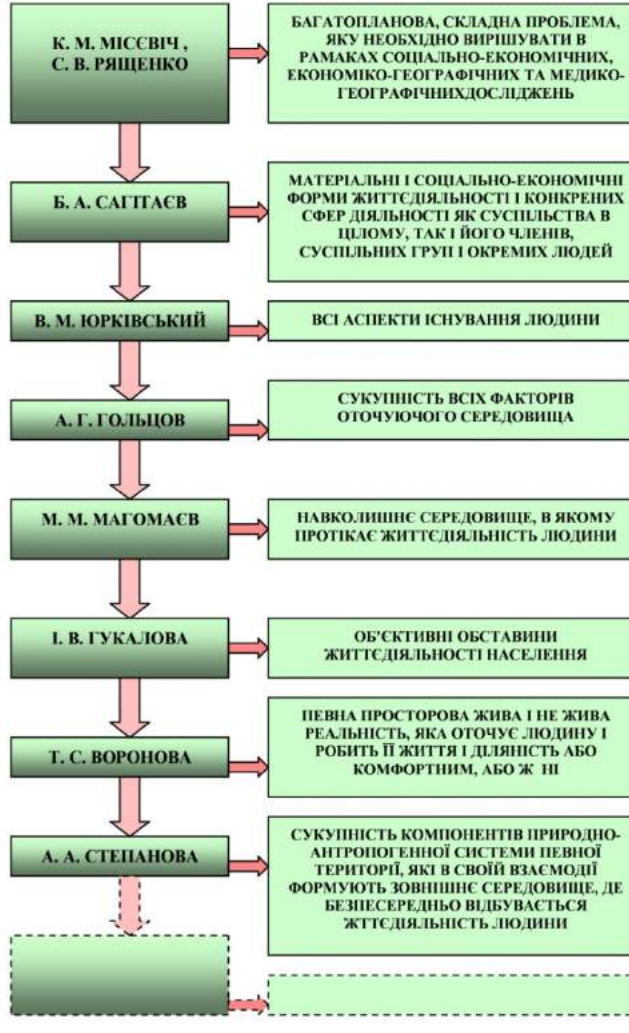 К. М. МІСЄВІЧ ,
С. В. РЯЩЕНКО
БАГАТОПЛАНОВА, СКЛАДНА ПРОБЛЕМА,
ЯКУ НЕОБХІДНО ВИРІШУВАТИ В
РАМАКАХ СОЦІАЛЬНО-ЕКОНОМІЧНИХ,
ЕКОНОМІКО-ГЕОГРАФІЧНИХ ТА МЕДИКО-
ГЕОГРАФІЧНИХДОСЛІДЖЕНЬ
Б. А. САГІТАЄВ
МАТЕРІАЛЬНІ І СОЦІАЛЬНО-ЕКОНОМІЧНІ
ФОРМИ ЖИТТЄДІЯЛЬНОСТІ І КОНКРЕНИХ
СФЕР ДІЯЛЬНОСТІ ЯК СУСПІЛЬСТВА В
ЦІЛОМУ, ТАК І ЙОГО ЧЛЕНІВ,
СУСПІЛЬНИХ ГРУП І ОКРЕМИХ ЛЮДЕЙ
В. М. ЮРКІВСЬКИЙ
ВСІ АСПЕКТИ ІСНУВАННЯ ЛЮДИНИ
А. Г. ГОЛЬЦОВ
СУКУПНІСТЬ ВСІХ ФАКТОРІВ
ОТОЧУЮЧОГО СЕРЕДОВИЩА
М. М. МАГОМАЄВ
НАВКОЛИШНЄ СЕРЕДОВИЩЕ, В ЯКОМУ
ПРОТІКАЄ ЖИТТЄДІЯЛЬНІСТЬ ЛЮДИНИ
І. В. ГУКАЛОВА
ОБ'ЄКТИВНІ ОБСТАВИНИ
ЖИТТЄДІЯЛЬНОСТІ НАСЕЛЕННЯ
Т. С. ВОРОНОВА
ПЕВНА ПРОСТОРОВА ЖИВА І НЕ ЖИВА
РЕАЛЬНІСТЬ, ЯКА ОТОЧУЄ ЛЮДИНУ І
РОБИТЬ ЇЇ ЖИТТЯ І ДІЛЯНІСТЬ АБО
КОМФОРТНИМ, АБО Ж НІ
А. А. СТЕПАНОВА
СУКУПНІСТЬ КОМПОНЕНТІВ ПРИРОДНО-
АНТРОПОГЕННОЇ СИСТЕМИ ПЕВНОЇ
ТЕРИТОРІЇ, ЯКІ В СВОЇЙ ВЗАЄМОДІЇ
ФОРМУЮТЬ ЗОВНІШНЄ СЕРЕДОВИЩЕ, ДЕ
БЕЗПЕСЕРЕДНЬО ВІДБУВАЄТЬСЯ
ЖТТЄДІЯЛЬНІСТЬ ЛЮДИНИ